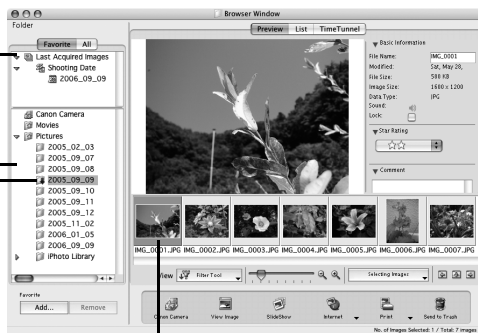 Browser Window
Folder
Preview List TimeTunnel
Favorite All
Last Acquired Images
Shooting Date
2006_09_09
Canon Camera
Movies
Pictures
2005_02_03
2005_09_07
2005_09_08
2005_09_09
2005_09_10
2005_09_11
2005_09_12
2005_11_02
2006_01_05
2006_09_09
iPhoto Library
Favorite
Add... Remove
Basic Information
File Name: IMG_0001
Modified: Sat, May 28,
File Size: 508 KB
Image Size: 1600 x 1200
Data Type: JPG
Sound:
Lock:
Star Rating
Comment
IMG_0001.JPG IMG_0002.JPG IMG_0003.JPG IMG_0004.JPG IMG_0005.JPG IMG_0006.JPG IMG_0007.JPG
View Filter Tool Selecting Images
Canon Camera View Image SlideShow Internet Print Send to Trash
No. of Images Selected: 1 / Total: 7 images